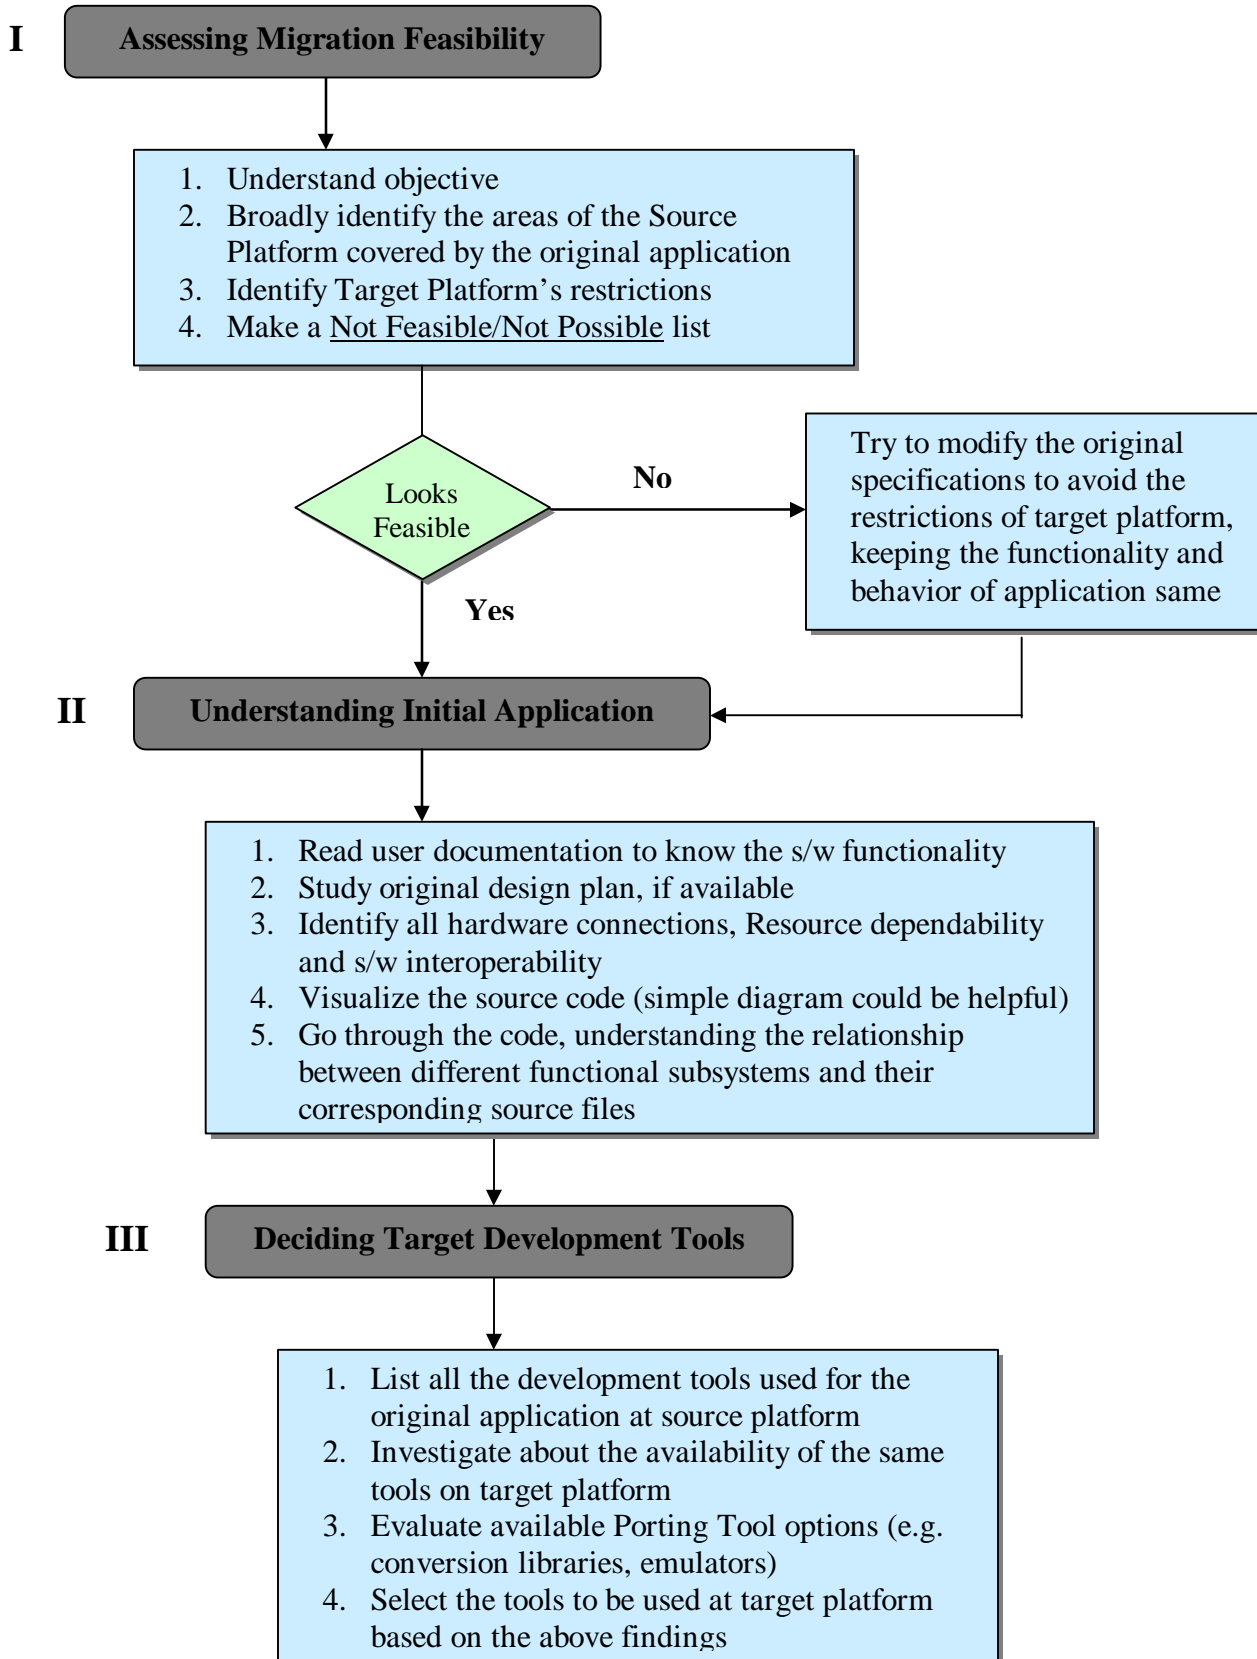 I
Assessing Migration Feasibility
1. Understand objective
2. Broadly identify the areas of the Source
Platform covered by the original application
3. Identify Target Platform’s restrictions
4. Make a Not Feasible/Not Possible list
Looks
Feasible
No
Try to modify the original
specifications to avoid the
restrictions of target platform,
keeping the functionality and
behavior of application same
Yes
II
Understanding Initial Application
1. Read user documentation to know the s/w functionality
2. Study original design plan, if available
3. Identify all hardware connections, Resource dependability
and s/w interoperability
4. Visualize the source code (simple diagram could be helpful)
5. Go through the code, understanding the relationship
between different functional subsystems and their
corresponding source files
III
Deciding Target Development Tools
1. List all the development tools used for the
original application at source platform
2. Investigate about the availability of the same
tools on target platform
3. Evaluate available Porting Tool options (e.g.
conversion libraries, emulators)
4. Select the tools to be used at target platform
based on the above findings